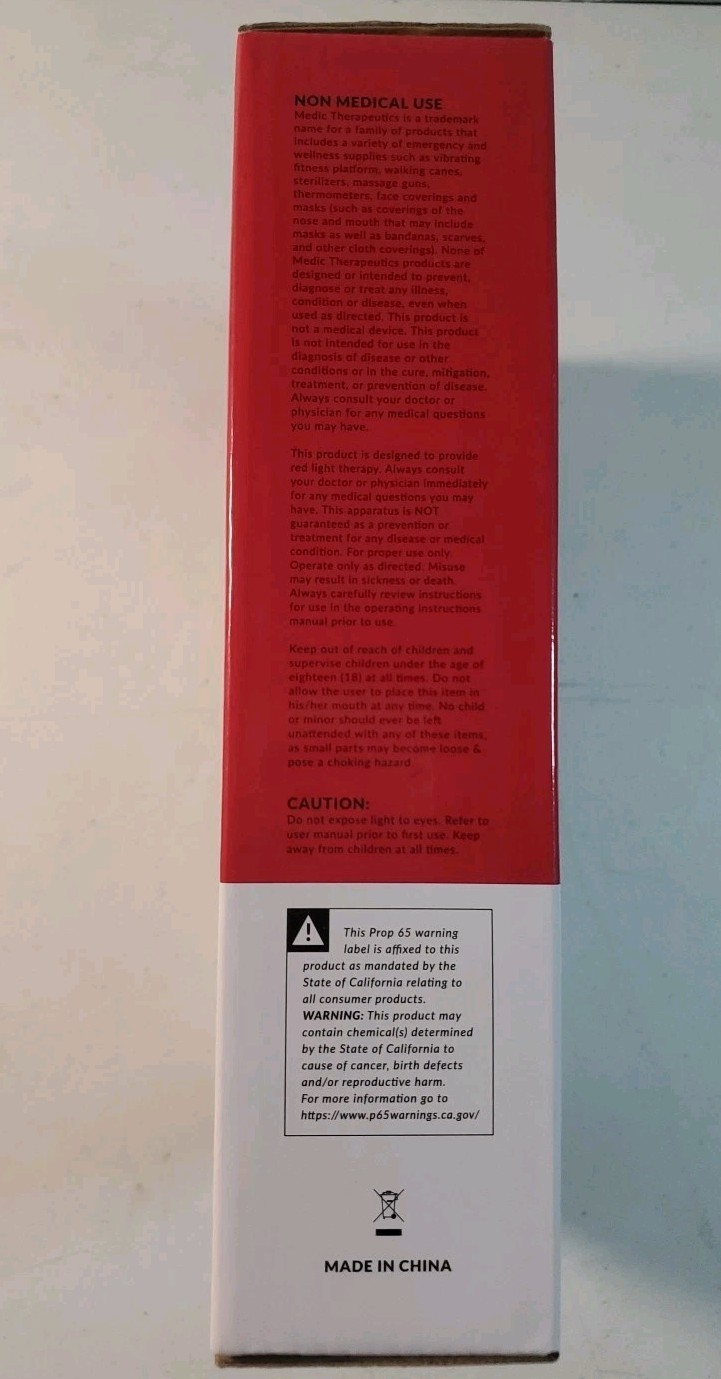 NON MEDICAL USE
Medic Therapeutics is a trademark
name for a family of products that
includes a variety of emergency and
wellness supplies such as vibrating
fitness platform, walking canes,
sterilizers, massage guns,
thermometers, face coverings and
masks (such as coverings of the
nose and mouth that may include
masks as well as bandanas, scarves,
and other cloth coverings). None of
Medic Therapeutics products are
designed or intended to prevent,
diagnose or treat any illness,
condition or disease, even when
used as directed. This product is
not a medical device. This product
is not intended for use in the
diagnosis of disease or other
conditions or in the cure, mitigation,
treatment, or prevention of disease.
Always consult your doctor or
physician for any medical questions
you may have.
This product is designed to provide
red light therapy. Always consult
your doctor or physician immediately
for any medical questions you may
have. This apparatus is NOT
guaranteed as a prevention or
treatment for any disease or medical
condition. For proper use only.
Operate only as directed. Misuse
may result in sickness or death.
Always carefully review instructions
for use in the operating instructions
manual prior to use.
Keep out of reach of children and
supervise children under the age of
eighteen (18) at all times. Do not
allow the user to place this item in
his/her mouth at any time. No child
or minor should ever be left
unattended with any of these items,
as small parts may become loose &
pose a choking hazard
CAUTION:
Do not expose light to eyes. Refer to
user manual prior to first use. Keep
away from children at all times.
This Prop 65 warning
label is affixed to this
product as mandated by the
State of California relating to
all consumer products.
WARNING: This product may
contain chemical(s) determined
by the State of California to
cause of cancer, birth defects
and/or reproductive harm.
For more information go to
https://www.p65warnings.ca.gov/
MADE IN CHINA